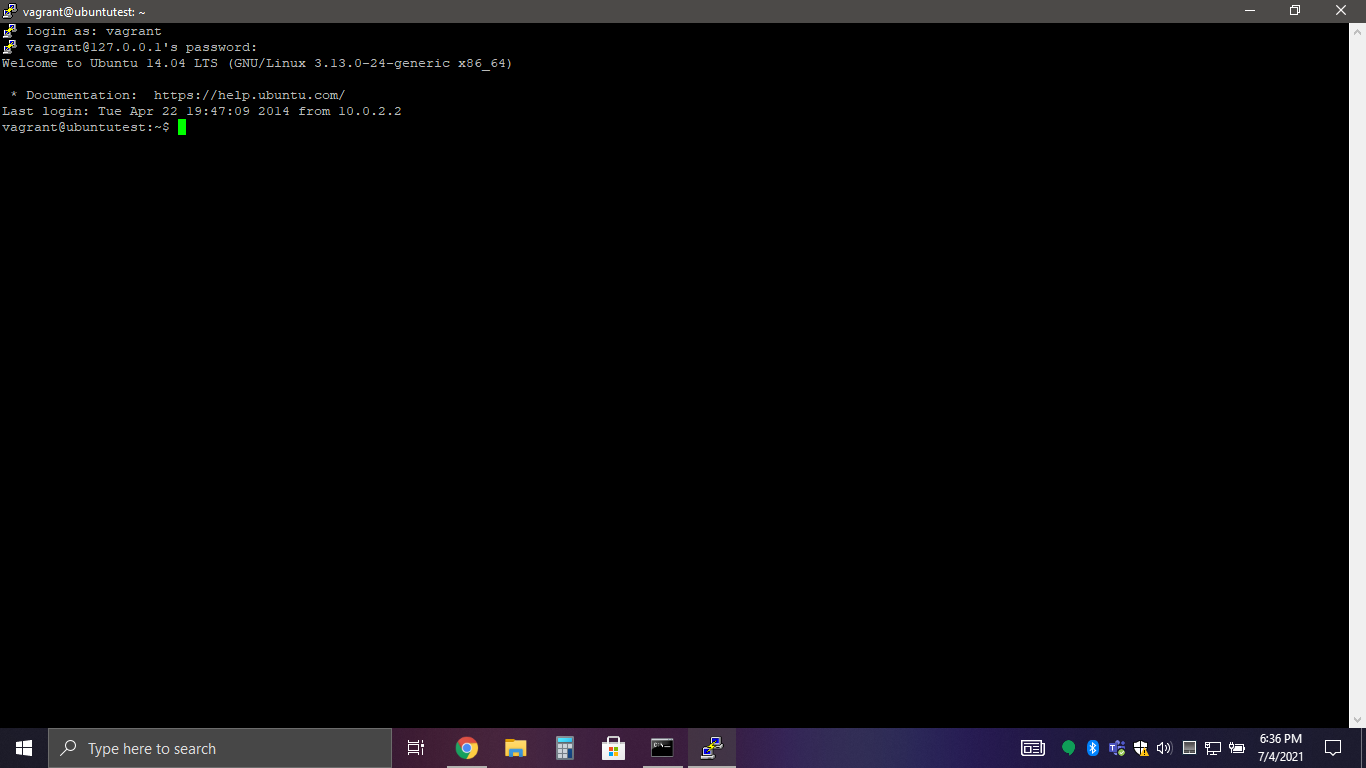 vagrant@ubuntutest: ~
login as: vagrant
vagrant@127.0.0.1's password:
Welcome to Ubuntu 14.04 LTS (GNU/Linux 3.13.0-24-generic x86_64)
* Documentation:  https://help.ubuntu.com/
Last login: Tue Apr 22 19:47:09 2014 from 10.0.2.2
vagrant@ubuntutest:~$
Type here to search
6:36 PM
7/4/2021